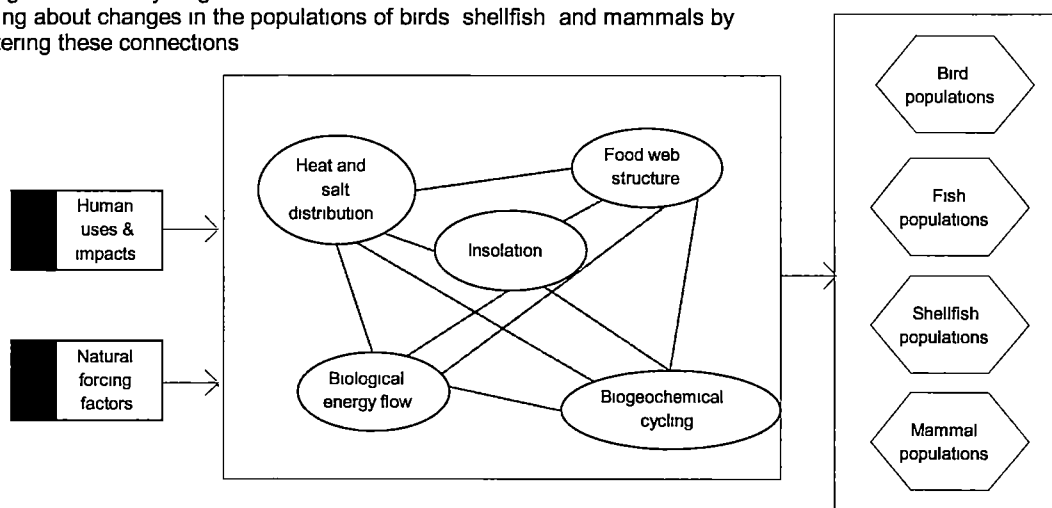 ng about changes in the populations of birds shellfish and mammals by
tering these connections
Bird
populations
Heat and
salt
distribution
Food web
structure
Human
uses &
impacts
Insolation
Fish
populations
Shellfish
populations
Natural
forcing
factors
Biological
energy flow
Biogeochemical
cycling
Mammal
populations